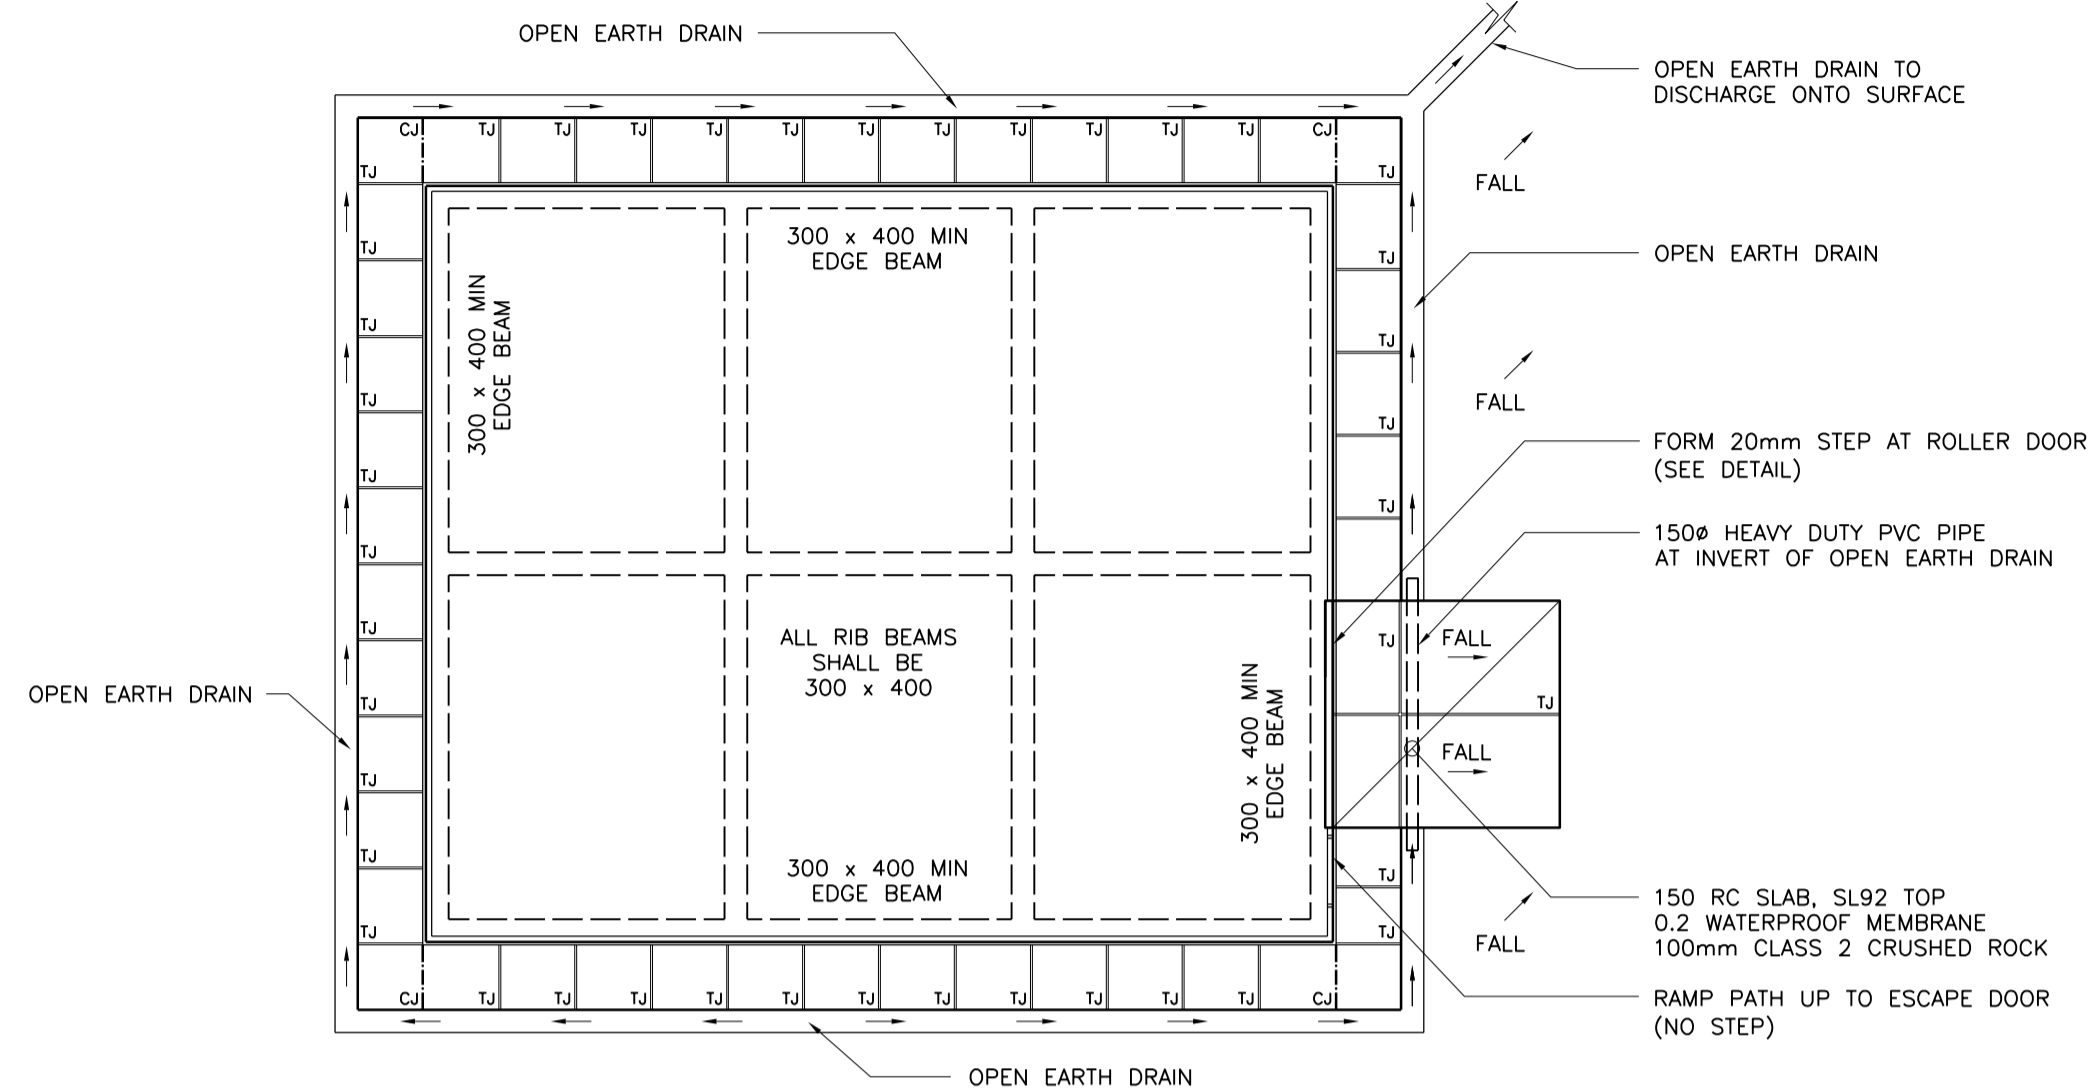 OPEN EARTH DRAIN
OPEN EARTH DRAIN TO
DISCHARGE ONTO SURFACE
CJ TJ TJ TJ TJ TJ TJ TJ TJ TJ TJ TJ CJ
TJ
TJ
FALL
300 x 400 MIN
EDGE BEAM
TJ
TJ
OPEN EARTH DRAIN
300 x 400 MIN
EDGE BEAM
TJ
TJ
FALL
TJ
TJ
FORM 20mm STEP AT ROLLER DOOR
(SEE DETAIL)
TJ
TJ
150ø HEAVY DUTY PVC PIPE
AT INVERT OF OPEN EARTH DRAIN
TJ
TJ
ALL RIB BEAMS
SHALL BE
300 x 400
TJ
FALL
OPEN EARTH DRAIN
TJ
TJ
300 x 400 MIN
EDGE BEAM
FALL
TJ
TJ
300 x 400 MIN
EDGE BEAM
TJ
150 RC SLAB, SL92 TOP
0.2 WATERPROOF MEMBRANE
100mm CLASS 2 CRUSHED ROCK
TJ
TJ
FALL
CJ TJ TJ TJ TJ TJ TJ TJ TJ TJ TJ TJ CJ
RAMP PATH UP TO ESCAPE DOOR
(NO STEP)
OPEN EARTH DRAIN